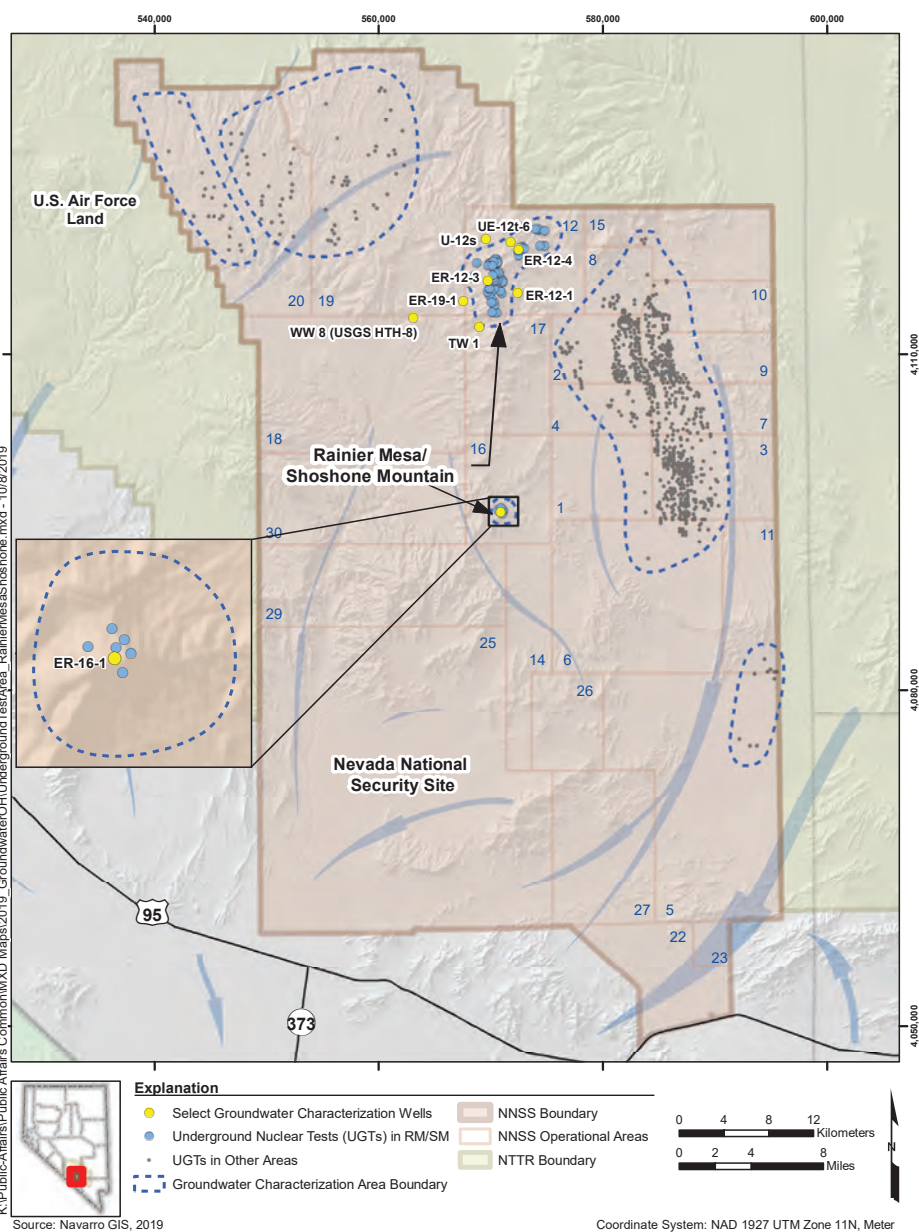 540,000
560,000
580,000
600,000
U.S. Air Force
Land
UE-12t-6
U-12s
12
15
ER-12-4
8
ER-12-3
ER-19-1
ER-12-1
10
20
19
WW 8 (USGS HTH-8)
TW 1
17
4,110,000
2
9
4
7
18
16
3
Rainier Mesa/
Shoshone Mountain
1
30
11
29
25
ER-16-1
14
6
26
4,080,000
Nevada National
Security Site
95
27
5
22
23
373
4,050,000
K:\Public-Affairs\Public Affairs Common\MXD_Maps\2019_GroundwaterOH\UndergroundTestArea_RainierMesaShoshone.mxd - 10/8/2019
Explanation
Select Groundwater Characterization Wells
Underground Nuclear Tests (UGTs) in RM/SM
UGTs in Other Areas
Groundwater Characterization Area Boundary
NNSS Boundary
NNSS Operational Areas
NTTR Boundary
0 4 8 12
Kilometers
0 2 4 8
Miles
N
Source: Navarro GIS, 2019
Coordinate System: NAD 1927 UTM Zone 11N, Meter